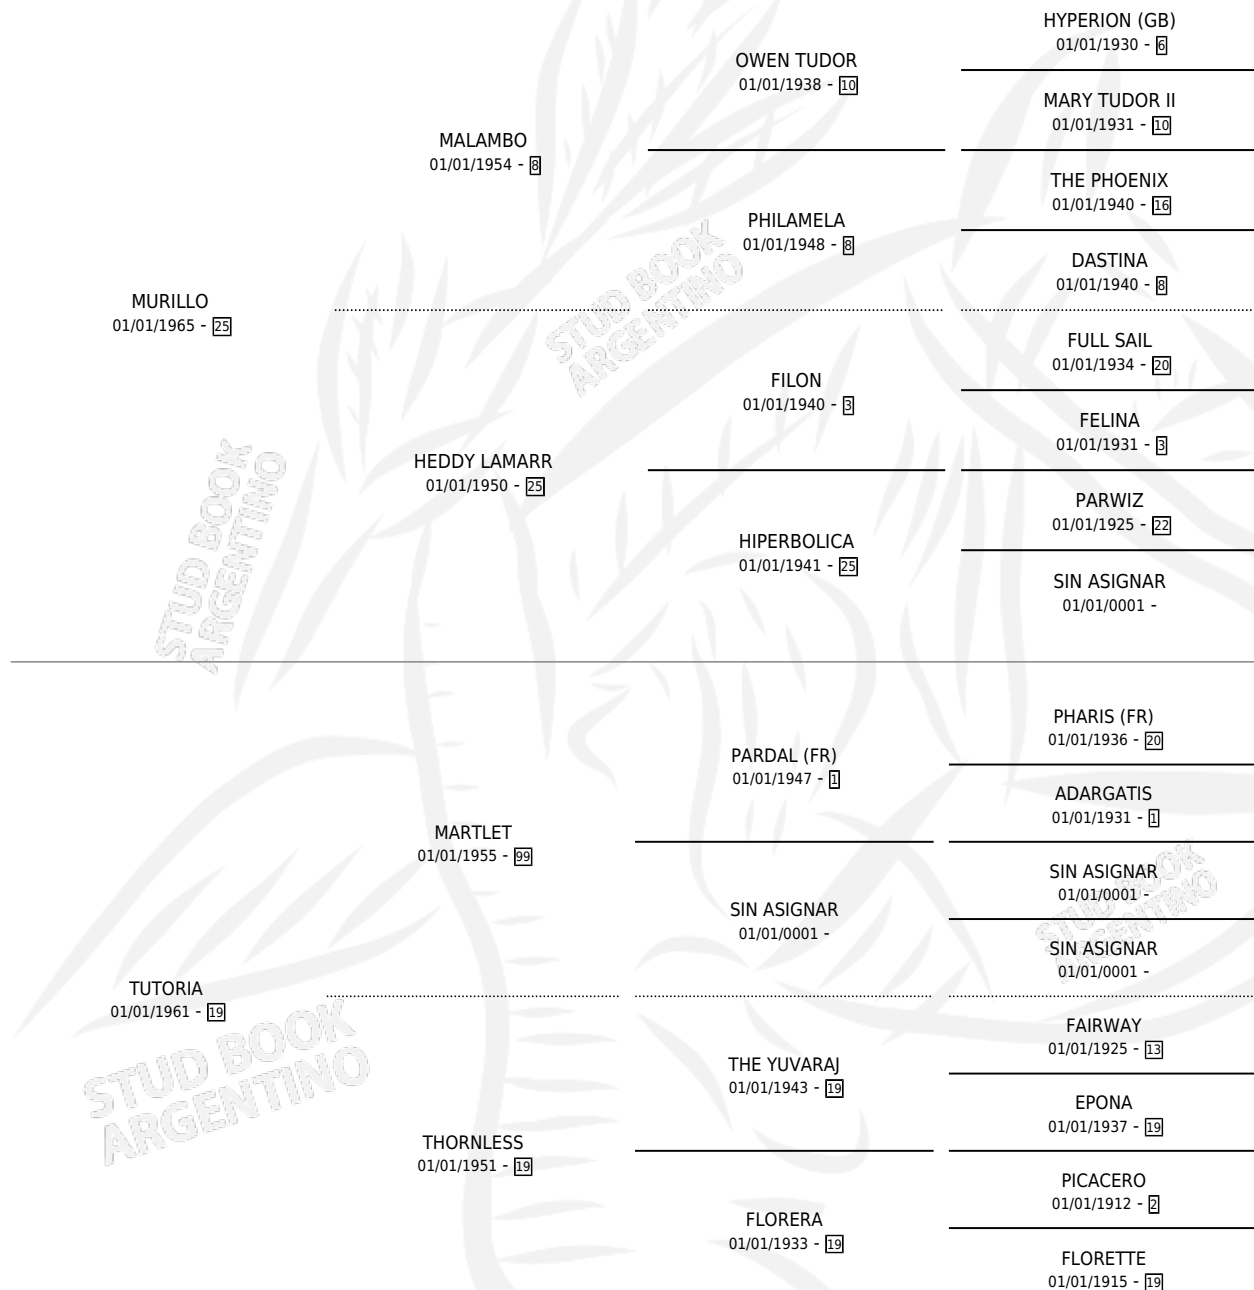 HYPERION (GB)
01/01/1930 - 6
OWEN TUDOR
01/01/1938 - 10
MARY TUDOR II
01/01/1931 - 10
MALAMBO
01/01/1954 - 8
THE PHOENIX
01/01/1940 - 16
PHILAMELA
01/01/1948 - 8
DASTINA
01/01/1940 - 8
MURILLO
01/01/1965 - 25
STUD BOOK
ARGENTINO
FULL SAIL
01/01/1934 - 20
FILON
01/01/1940 - 3
FELINA
01/01/1931 - 3
HEDDY LAMARR
01/01/1950 - 25
PARWIZ
01/01/1925 - 22
HIPERBOLICA
01/01/1941 - 25
SIN ASIGNAR
01/01/0001 -
STUD BOOK
ARGENTINO
PHARIS (FR)
01/01/1936 - 20
PARDAL (FR)
01/01/1947 - 1
ADARGATIS
01/01/1931 - 1
MARTLET
01/01/1955 - 99
SIN ASIGNAR
01/01/0001 -
SIN ASIGNAR
01/01/0001 -
SIN ASIGNAR
01/01/0001 -
STUD BOOK
ARGENTINO
TUTORIA
01/01/1961 - 19
STUD BOOK
ARGENTINO
FAIRWAY
01/01/1925 - 13
THE YUVARAJ
01/01/1943 - 19
EPONA
01/01/1937 - 19
THORNLESS
01/01/1951 - 19
PICACERO
01/01/1912 - 2
FLORERA
01/01/1933 - 19
FLORETTE
01/01/1915 - 19